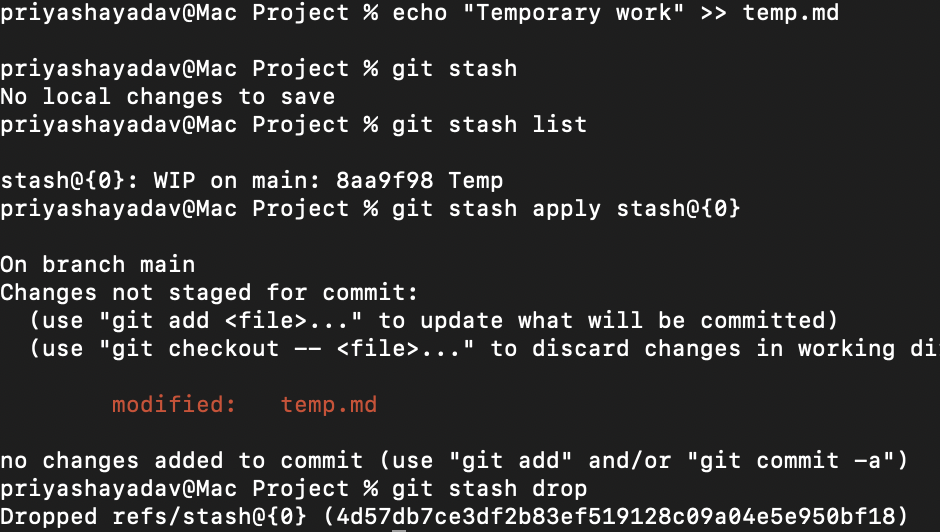 priyashayadav@Mac Project % echo "Temporary work" >> temp.md
priyashayadav@Mac Project % git stash
No local changes to save
priyashayadav@Mac Project % git stash list
stash@{0}: WIP on main: 8aa9f98 Temp
priyashayadav@Mac Project % git stash apply stash@{0}
On branch main
Changes not staged for commit:
(use "git add <file>..." to update what will be committed)
(use "git checkout -- <file>..." to discard changes in working di
modified: temp.md
no changes added to commit (use "git add" and/or "git commit -a")
priyashayadav@Mac Project % git stash drop
Dropped refs/stash@{0} (4d57db7ce3df2b83ef519128c09a04e5e950bf18)